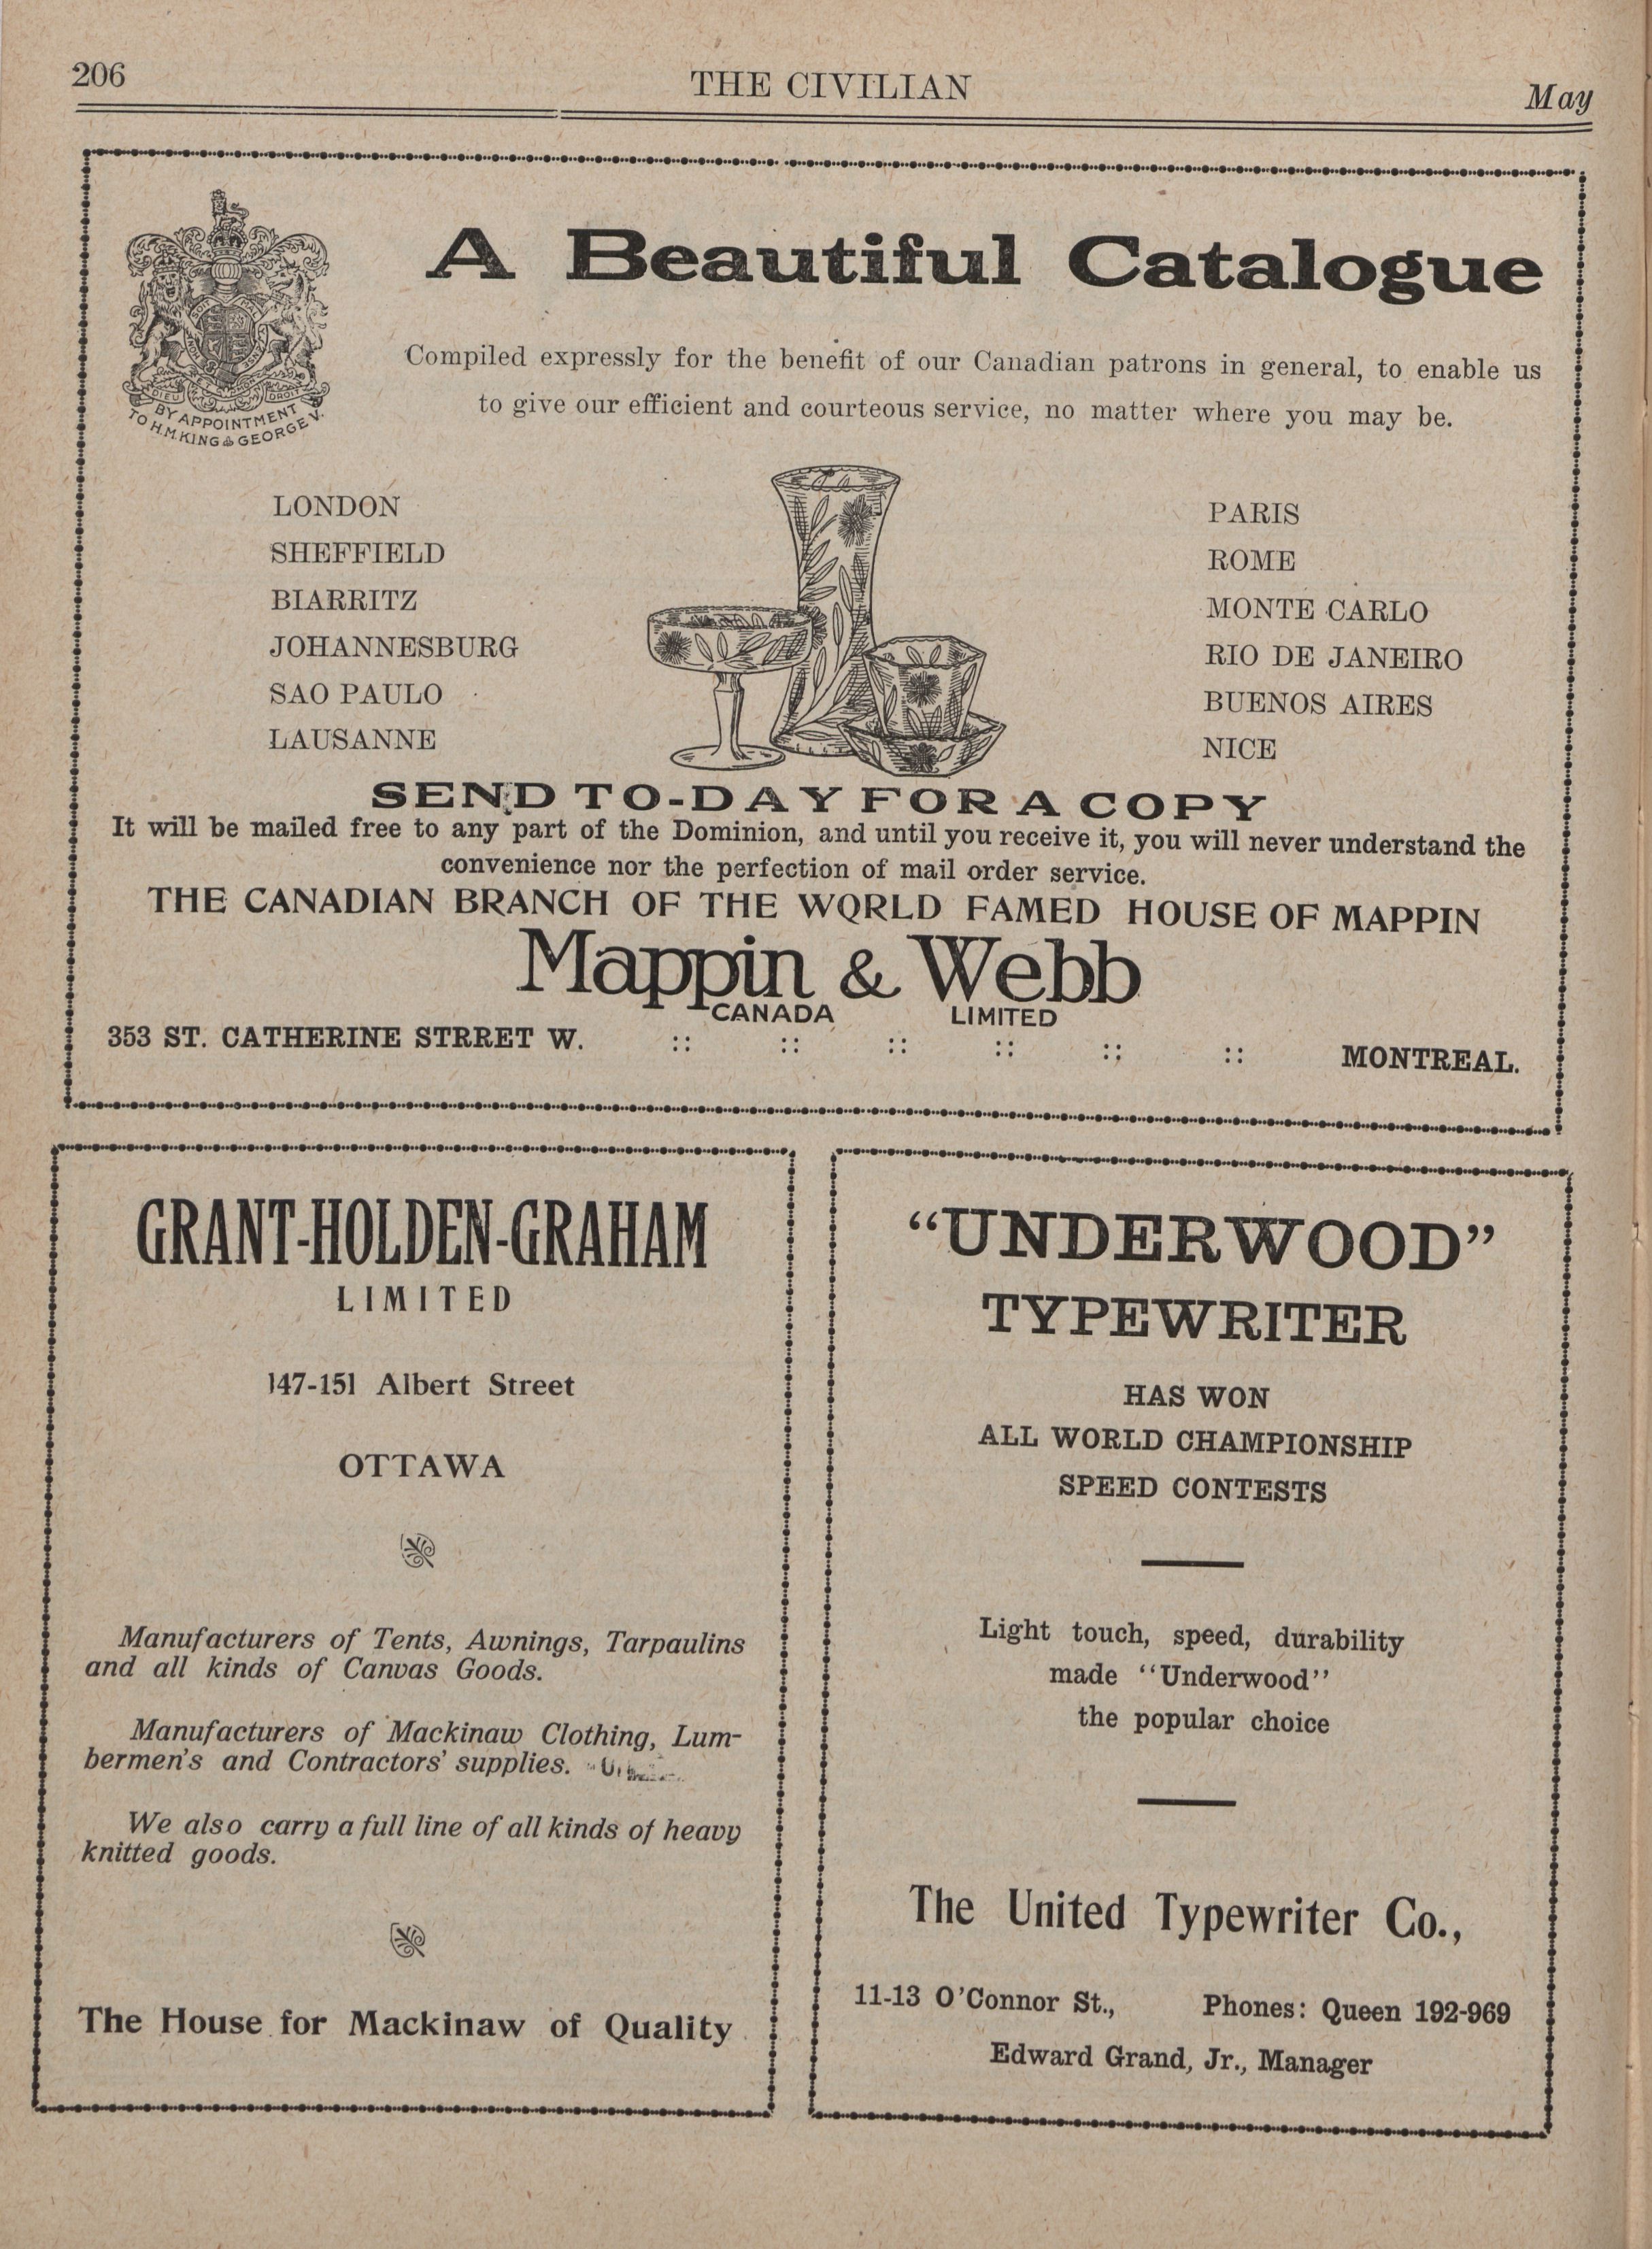 206
THE CIVILIAN
May
BY APPOINTMENT
TO H.M. KING GEORGE V.
A Beautiful Catalogue
Compiled expressly for the benefit of our Canadian patrons in general, to enable us
to give our efficient and courteous service, no matter where you may be.
LONDON
SHEFFIELD
BIARRITZ
JOHANNESBURG
SAO PAULO
LAUSANNE
PARIS
ROME
MONTE CARLO
RIO DE JANEIRO
BUENOS AIRES
NICE
SEND TO-DAY FOR A COPY
It will be mailed free to any part of the Dominion, and until you receive it, you will never understand the
convenience nor the perfection of mail order service.
THE CANADIAN BRANCH OF THE WORLD FAMED HOUSE OF MAPPIN
Mappin & Webb
CANADA LIMITED
353 ST. CATHERINE STRRET W. :: :: :: :: :: :: MONTREAL.
GRANT-HOLDEN-GRAHAM
LIMITED
147-151 Albert Street
OTTAWA
Manufacturers of Tents, Awnings, Tarpaulins
and all kinds of Canvas Goods.
Manufacturers of Mackinaw Clothing, Lum-
bermen's and Contractors' supplies.
We also carry a full line of all kinds of heavy
knitted goods.
The House for Mackinaw of Quality
“UNDERWOOD”
TYPEWRITER
HAS WON
ALL WORLD CHAMPIONSHIP
SPEED CONTESTS
Light touch, speed, durability
made ‘‘Underwood’’
the popular choice
The United Typewriter Co.,
11-13 O'Connor St., Phones: Queen 192-969
Edward Grand, Jr., Manager